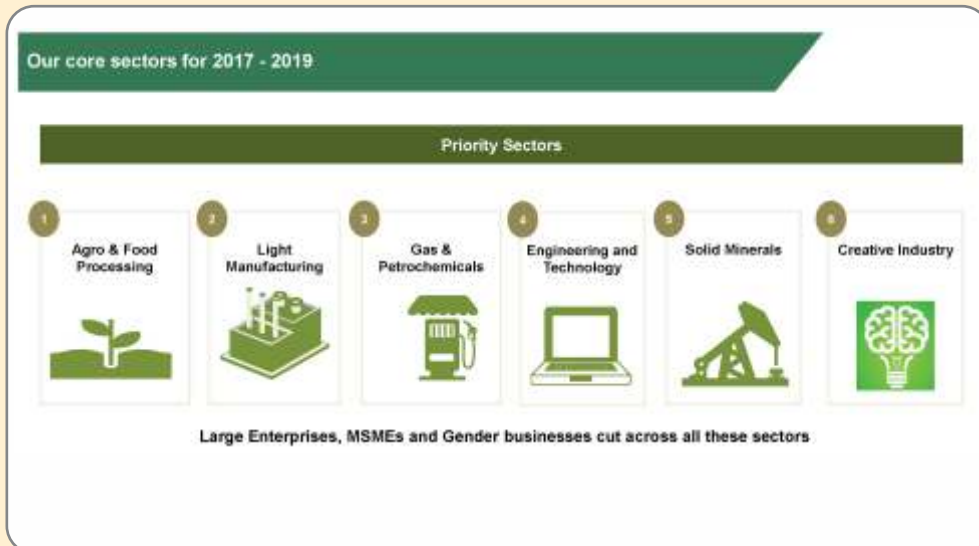 Our core sectors for 2017 - 2019
Priority Sectors
1
Agro & Food
Processing
2
Light
Manufacturing
3
Gas &
Petrochemicals
4
Engineering and
Technology
5
Solid Minerals
6
Creative Industry
Large Enterprises, MSMEs and Gender businesses cut across all these sectors